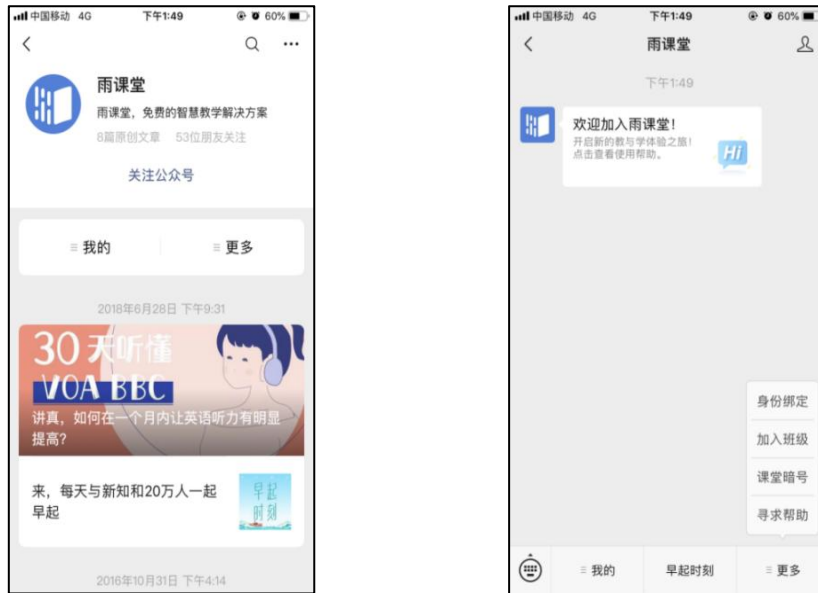 中国移动 4G 下午1:49 60%
雨课堂
雨课堂，免费的智慧教学解决方案
8篇原创文章 53位朋友关注
关注公众号
我的 更多
2018年6月28日 下午9:31
30天听懂
VOA BBC
讲真，如何在一个月内让英语听力有明显
提高？
来，每天与新知和20万人一起
早起
早起
时刻
2016年10月31日 下午4:14
中国移动 4G 下午1:49 60%
雨课堂
下午1:49
欢迎加入雨课堂！
开启新的教与学体验之旅！
点击查看使用帮助。
Hi
身份绑定
加入班级
课堂暗号
寻求帮助
我的 早起时刻 更多